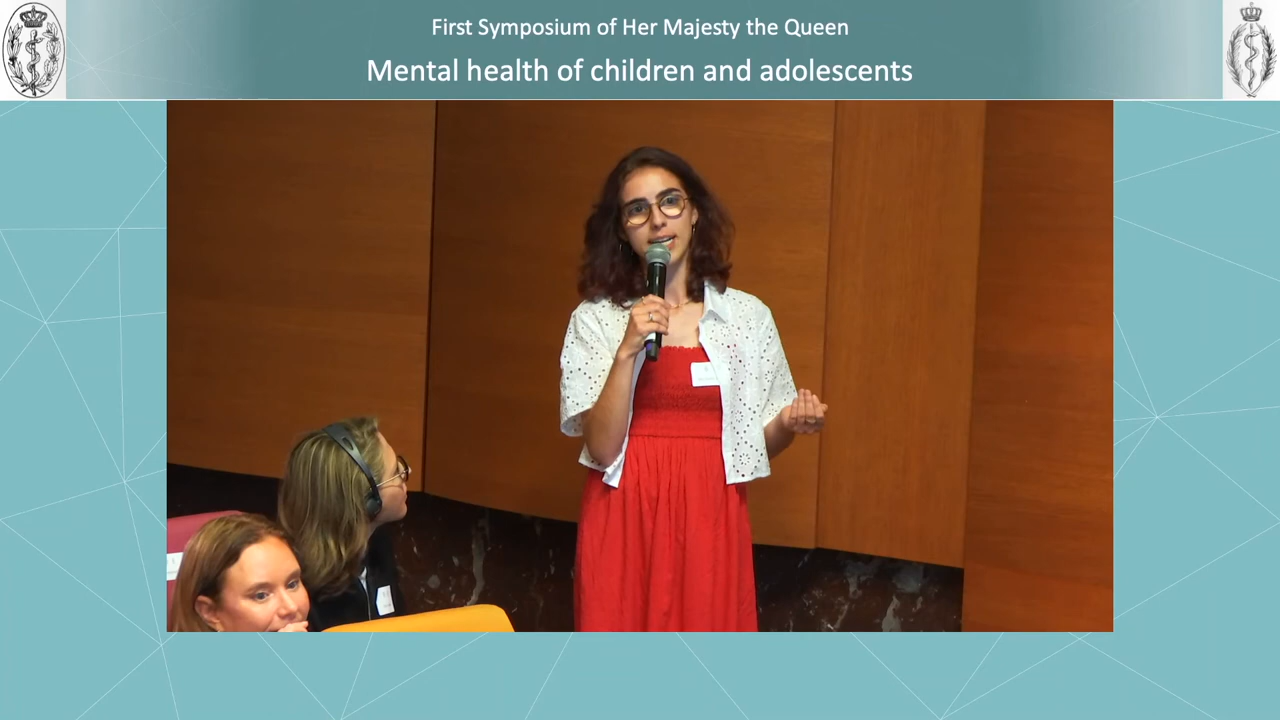 First Symposium of Her Majesty the Queen
Mental health of children and adolescents